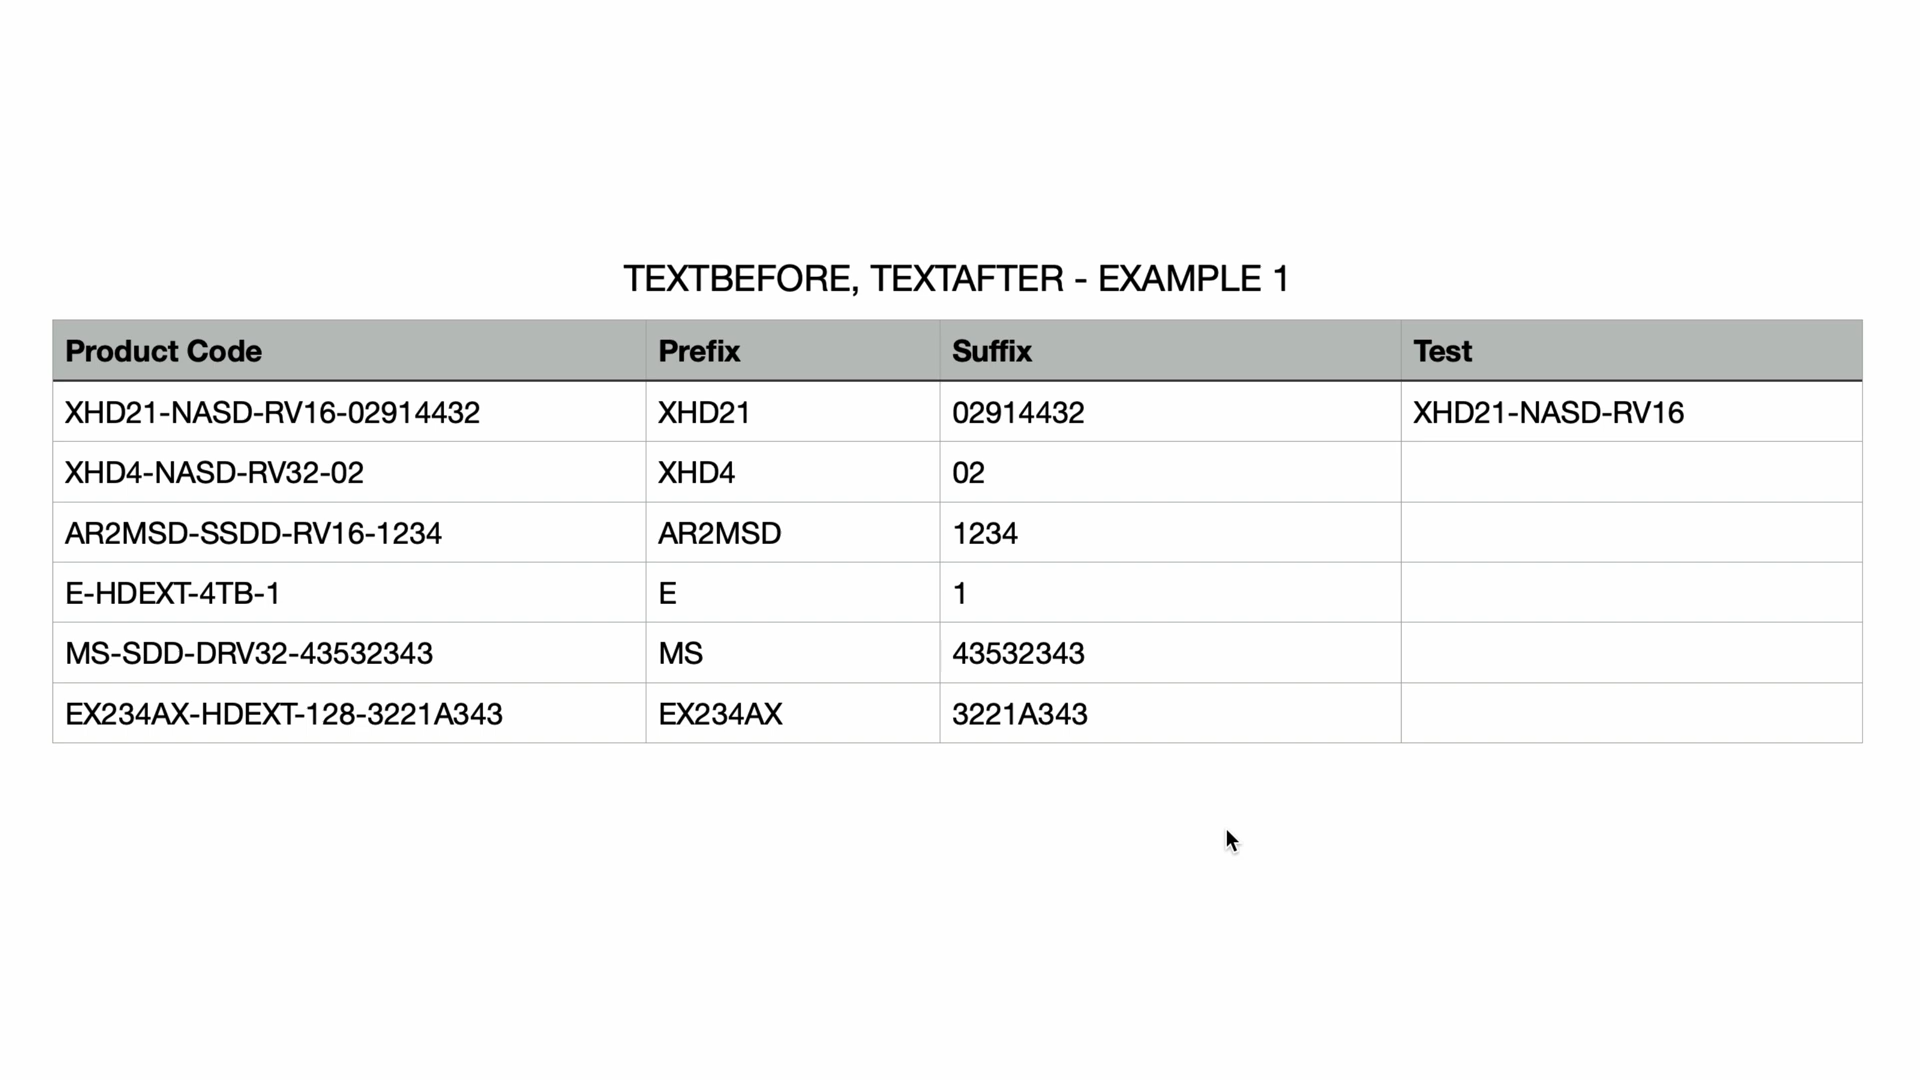 TEXTBEFORE, TEXTAFTER - EXAMPLE 1
Product Code Prefix Suffix Test
XHD21-NASD-RV16-02914432 XHD21 02914432 XHD21-NASD-RV16
XHD4-NASD-RV32-02 XHD4 02
AR2MSD-SSDD-RV16-1234 AR2MSD 1234
E-HDEXT-4TB-1 E 1
MS-SDD-DRV32-43532343 MS 43532343
EX234AX-HDEXT-128-3221A343 EX234AX 3221A343